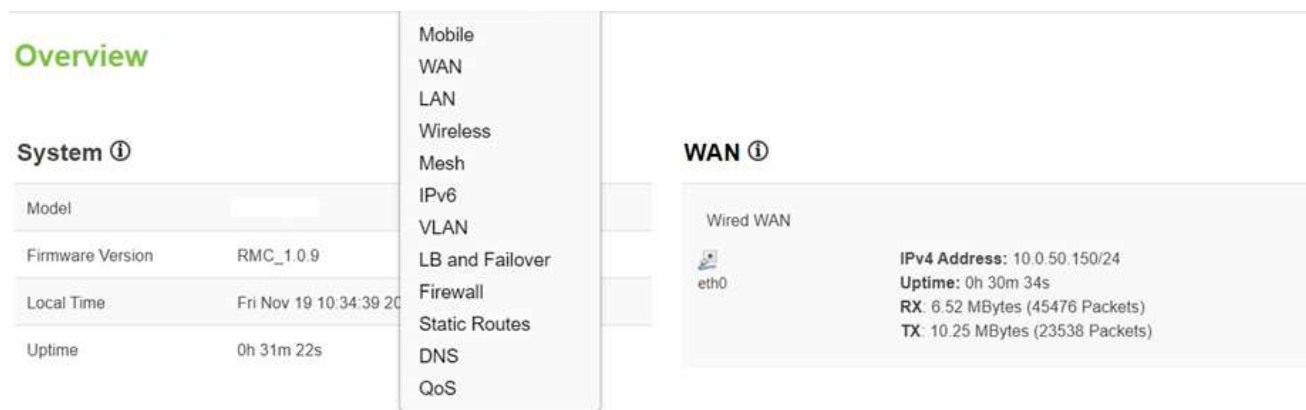 Overview
Mobile
WAN
LAN
Wireless
Mesh
IPv6
VLAN
LB and Failover
Firewall
Static Routes
DNS
QoS
System ⓘ
Model
Firmware Version RMC_1.0.9
Local Time Fri Nov 19 10:34:39 20
Uptime 0h 31m 22s
WAN ⓘ
Wired WAN
eth0
IPv4 Address: 10.0.50.150/24
Uptime: 0h 30m 34s
RX: 6.52 MBytes (45476 Packets)
TX: 10.25 MBytes (23538 Packets)